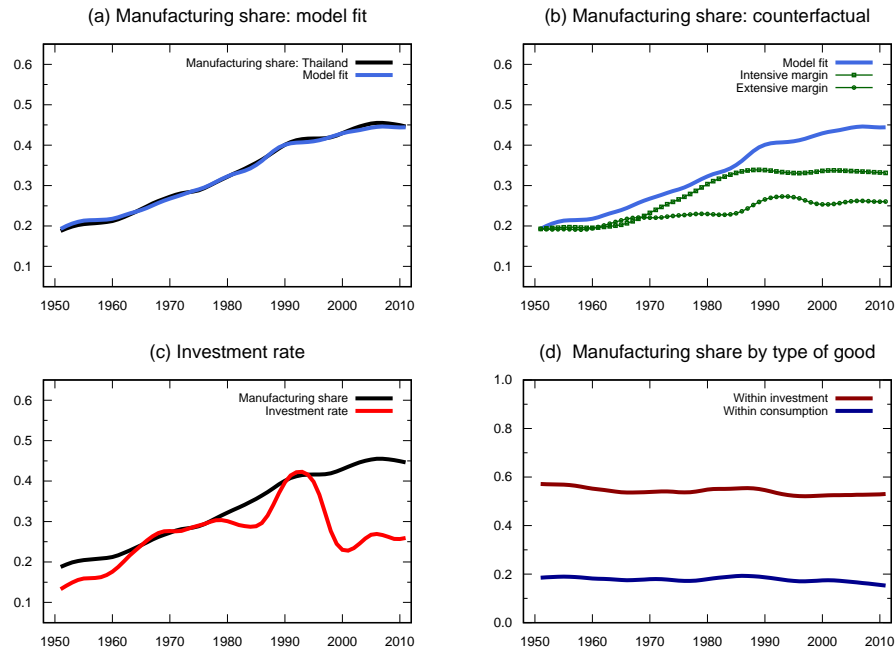 (a) Manufacturing share: model fit
0.6
0.5
0.4
0.3
0.2
0.1
Manufacturing share: Thailand
Model fit
1950 1960 1970 1980 1990 2000 2010
(b) Manufacturing share: counterfactual
0.6
0.5
0.4
0.3
0.2
0.1
Model fit
Intensive margin
Extensive margin
1950 1960 1970 1980 1990 2000 2010
(c) Investment rate
0.6
0.5
0.4
0.3
0.2
0.1
Manufacturing share
Investment rate
1950 1960 1970 1980 1990 2000 2010
(d) Manufacturing share by type of good
1.0
0.8
0.6
0.4
0.2
0.0
Within investment
Within consumption
1950 1960 1970 1980 1990 2000 2010